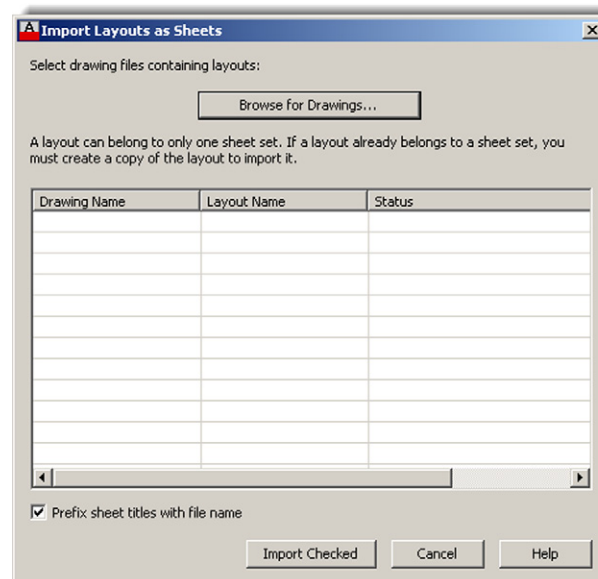 Import Layouts as Sheets
Select drawing files containing layouts:
Browse for Drawings...
A layout can belong to only one sheet set. If a layout already belongs to a sheet set, you
must create a copy of the layout to import it.
Drawing Name Layout Name Status
Prefix sheet titles with file name
Import Checked Cancel Help